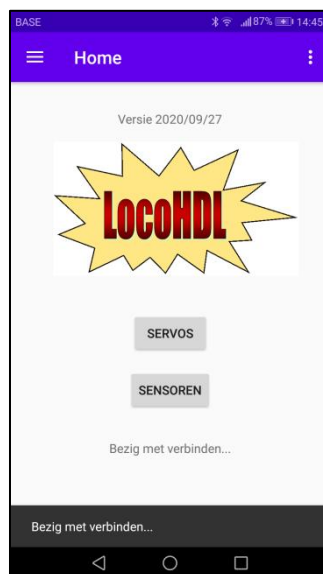 BASE 87% 14:45
Home
Versie 2020/09/27
LocoHDL
SERVOS
SENSOREN
Bezig met verbinden...
Bezig met verbinden...